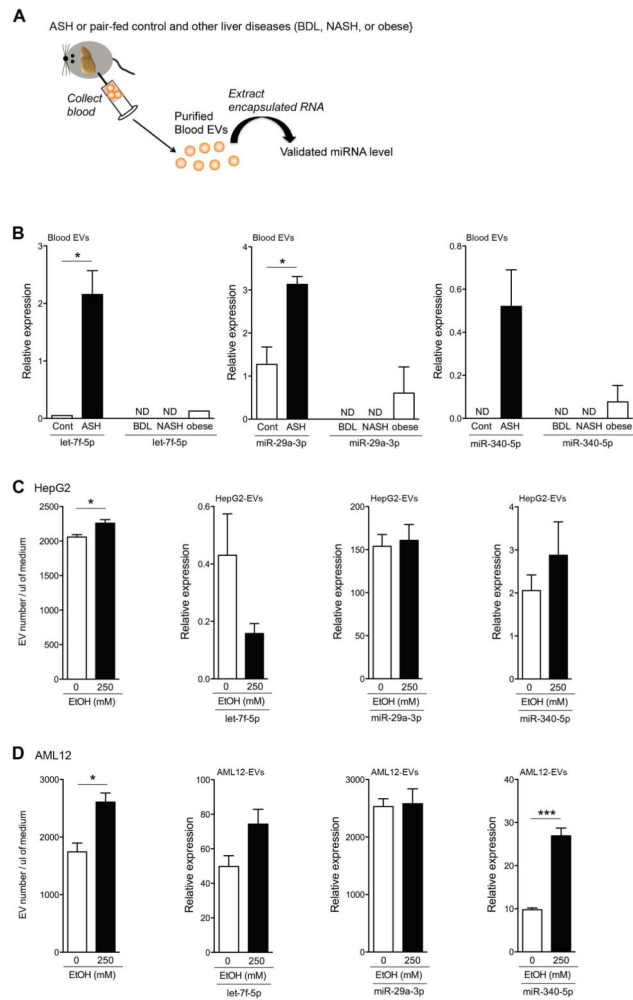 A
ASH or pair-fed control and other liver diseases (BDL, NASH, or obese}
Collect
blood
Purified
Blood EVs
Extract
encapsulated RNA
Validated miRNA level
B
Blood EVs
Relative expression
3
2
1
0
*
Cont ASH
let-7f-5p
ND ND
BDL NASH obese
let-7f-5p
Blood EVs
Relative expression
4
3
2
1
0
*
Cont ASH
miR-29a-3p
ND ND
BDL NASH obese
miR-29a-3p
Blood EVs
Relative expression
0.8
0.6
0.4
0.2
0.0
ND
Cont ASH
miR-340-5p
ND ND
BDL NASH obese
miR-340-5p
C HepG2
EV number / ul of medium
2500
2000
1500
1000
500
0
*
0 250
EtOH (mM)
HepG2-EVs
Relative expression
0.6
0.4
0.2
0.0
0 250
EtOH (mM)
let-7f-5p
HepG2-EVs
Relative expression
200
150
100
50
0
0 250
EtOH (mM)
miR-29a-3p
HepG2-EVs
Relative expression
4
3
2
1
0
0 250
EtOH (mM)
miR-340-5p
D AML12
EV number / ul of medium
3000
2000
1000
0
*
0 250
EtOH (mM)
AML12-EVs
Relative expression
80
60
40
20
0
0 250
EtOH (mM)
let-7f-5p
AML12-EVs
Relative expression
3000
2000
1000
0
0 250
EtOH (mM)
miR-29a-3p
AML12-EVs
Relative expression
40
30
20
10
0
***
0 250
EtOH (mM)
miR-340-5p